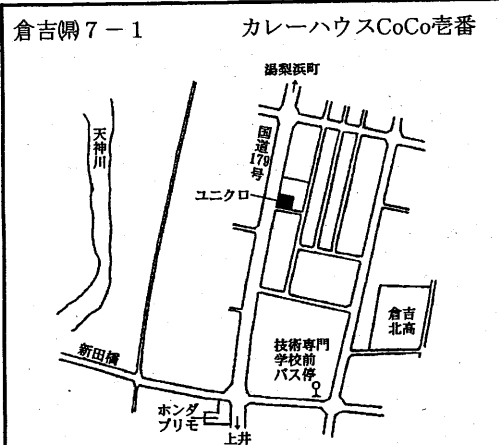 倉吉(県)7-1 カレーハウスCoCo壱番
湯梨浜町
天神川
国道179号
ユニクロ
倉吉
北高
技術専門
学校前
バス停
新田橋
ホンダ
プリモ
上井